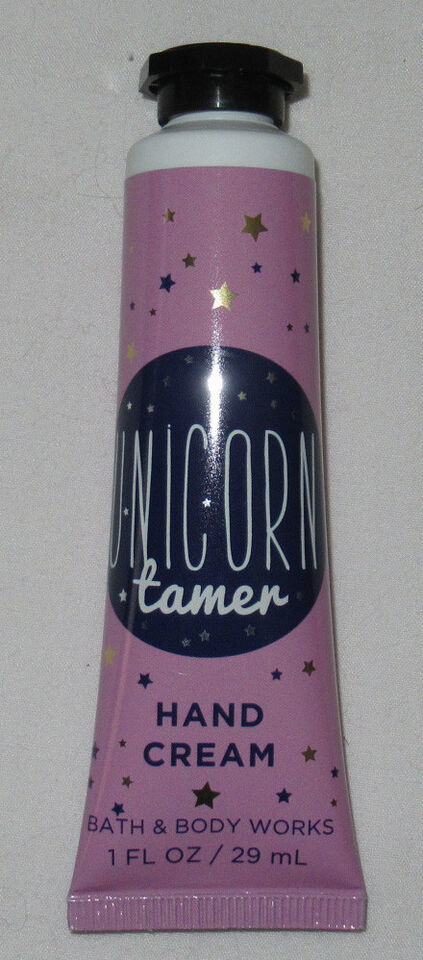 UNiCORN
tamer
HAND
CREAM
BATH & BODY WORKS
1 FL OZ / 29 mL